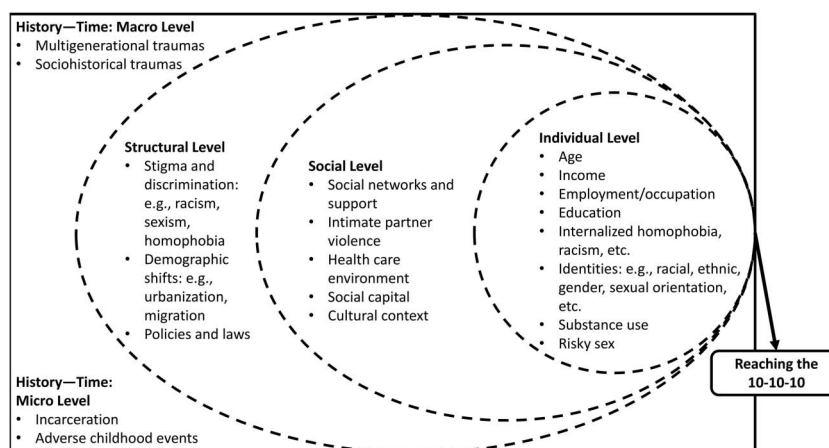 History—Time: Macro Level
• Multigenerational traumas
• Sociohistorical traumas
Structural Level
• Stigma and
discrimination:
e.g., racism,
sexism,
homophobia
• Demographic
shifts: e.g.,
urbanization,
migration
• Policies and laws
Social Level
• Social networks and
support
• Intimate partner
violence
• Health care
environment
• Social capital
• Cultural context
Individual Level
• Age
• Income
• Employment/occupation
• Education
• Internalized homophobia,
racism, etc.
• Identities: e.g., racial, ethnic,
gender, sexual orientation,
etc.
• Substance use
• Risky sex
History—Time:
Micro Level
• Incarceration
• Adverse childhood events
Reaching the
10-10-10